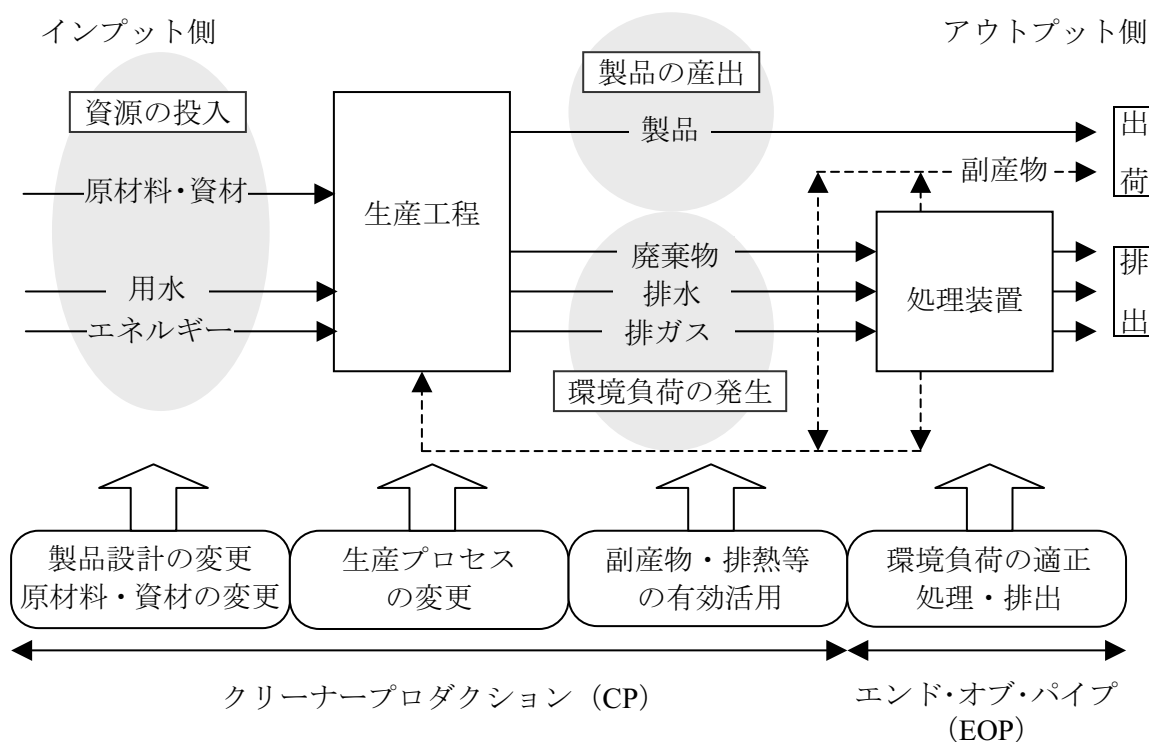 インプット側
アウトプット側
資源の投入
製品の産出
製品
出荷
副産物
原材料・資材
生産工程
廃棄物
排水
排ガス
処理装置
排出
用水
エネルギー
環境負荷の発生
製品設計の変更
原材料・資材の変更
生産プロセス
の変更
副産物・排熱等
の有効活用
環境負荷の適正
処理・排出
クリーナープロダクション（CP）
エンド・オブ・パイプ
（EOP）